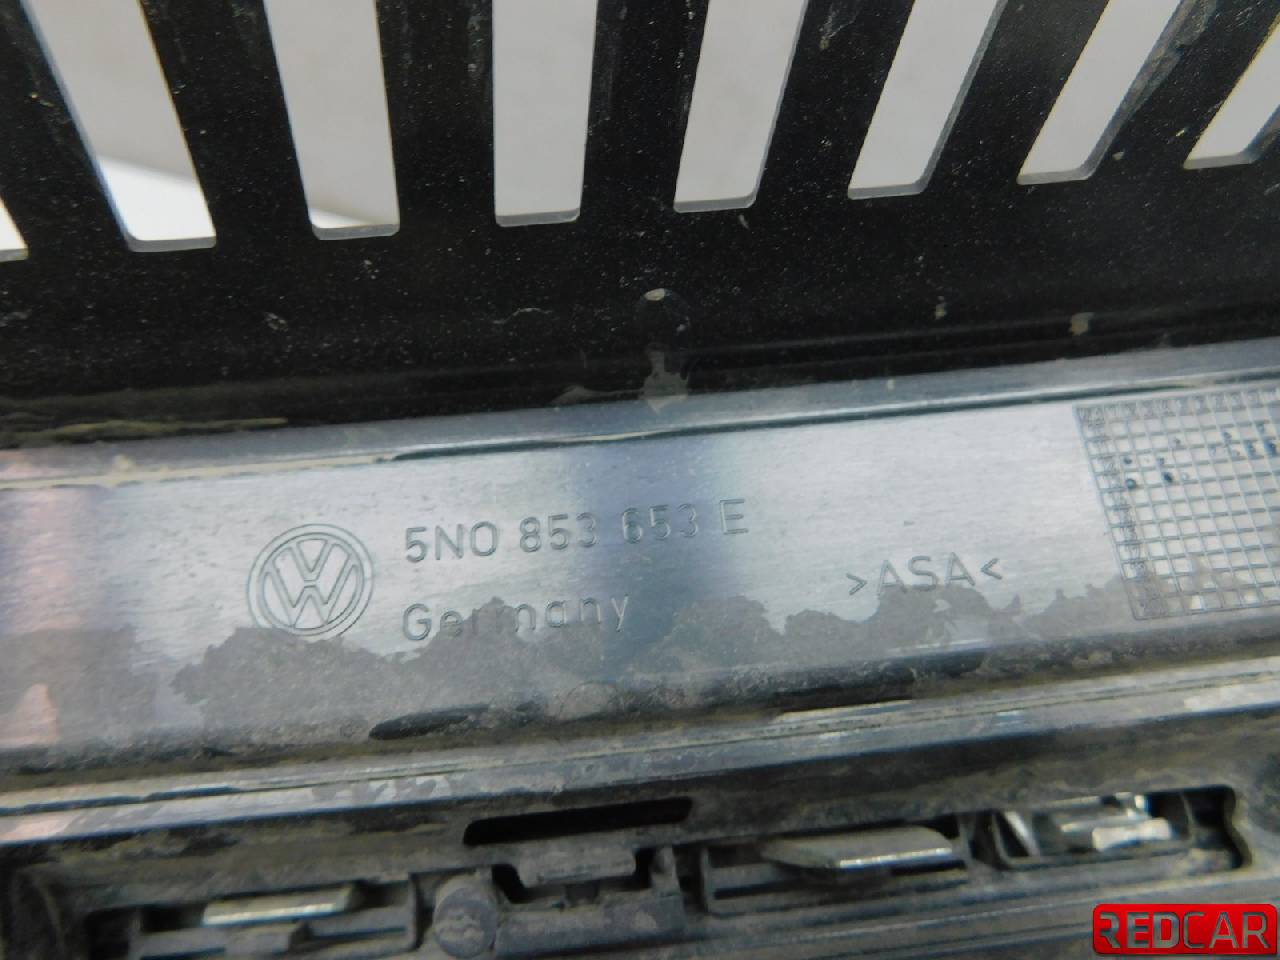 5N0 853 653 E
Germany
>ASA<
REDCAR